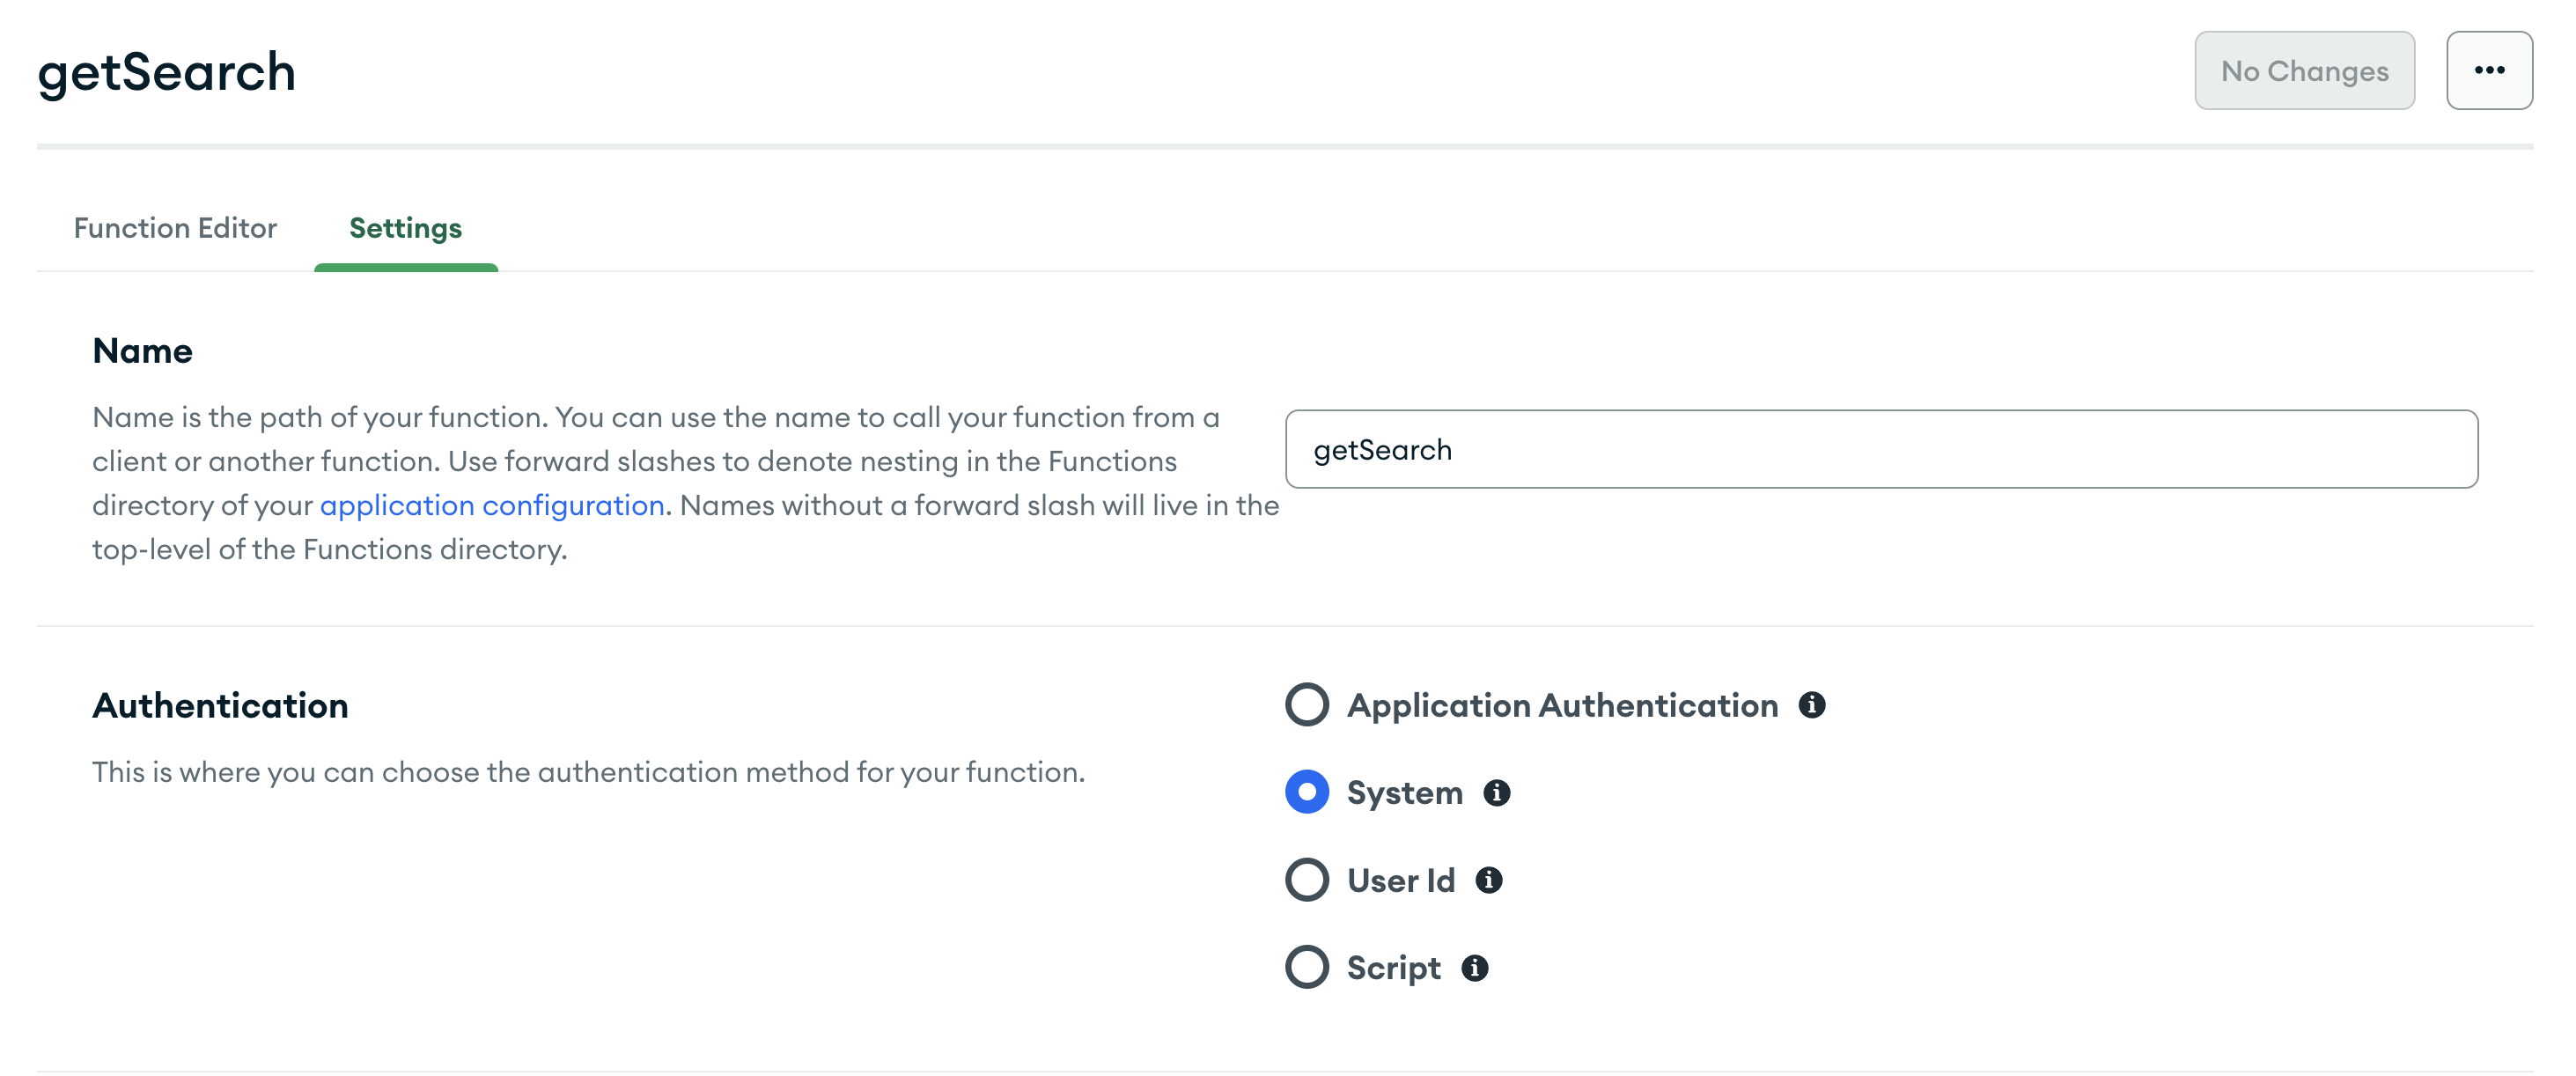 getSearch
No Changes
Function Editor
Settings
Name
Name is the path of your function. You can use the name to call your function from a
client or another function. Use forward slashes to denote nesting in the Functions
directory of your application configuration. Names without a forward slash will live in the
top-level of the Functions directory.
getSearch
Authentication
This is where you can choose the authentication method for your function.
Application Authentication
System
User Id
Script